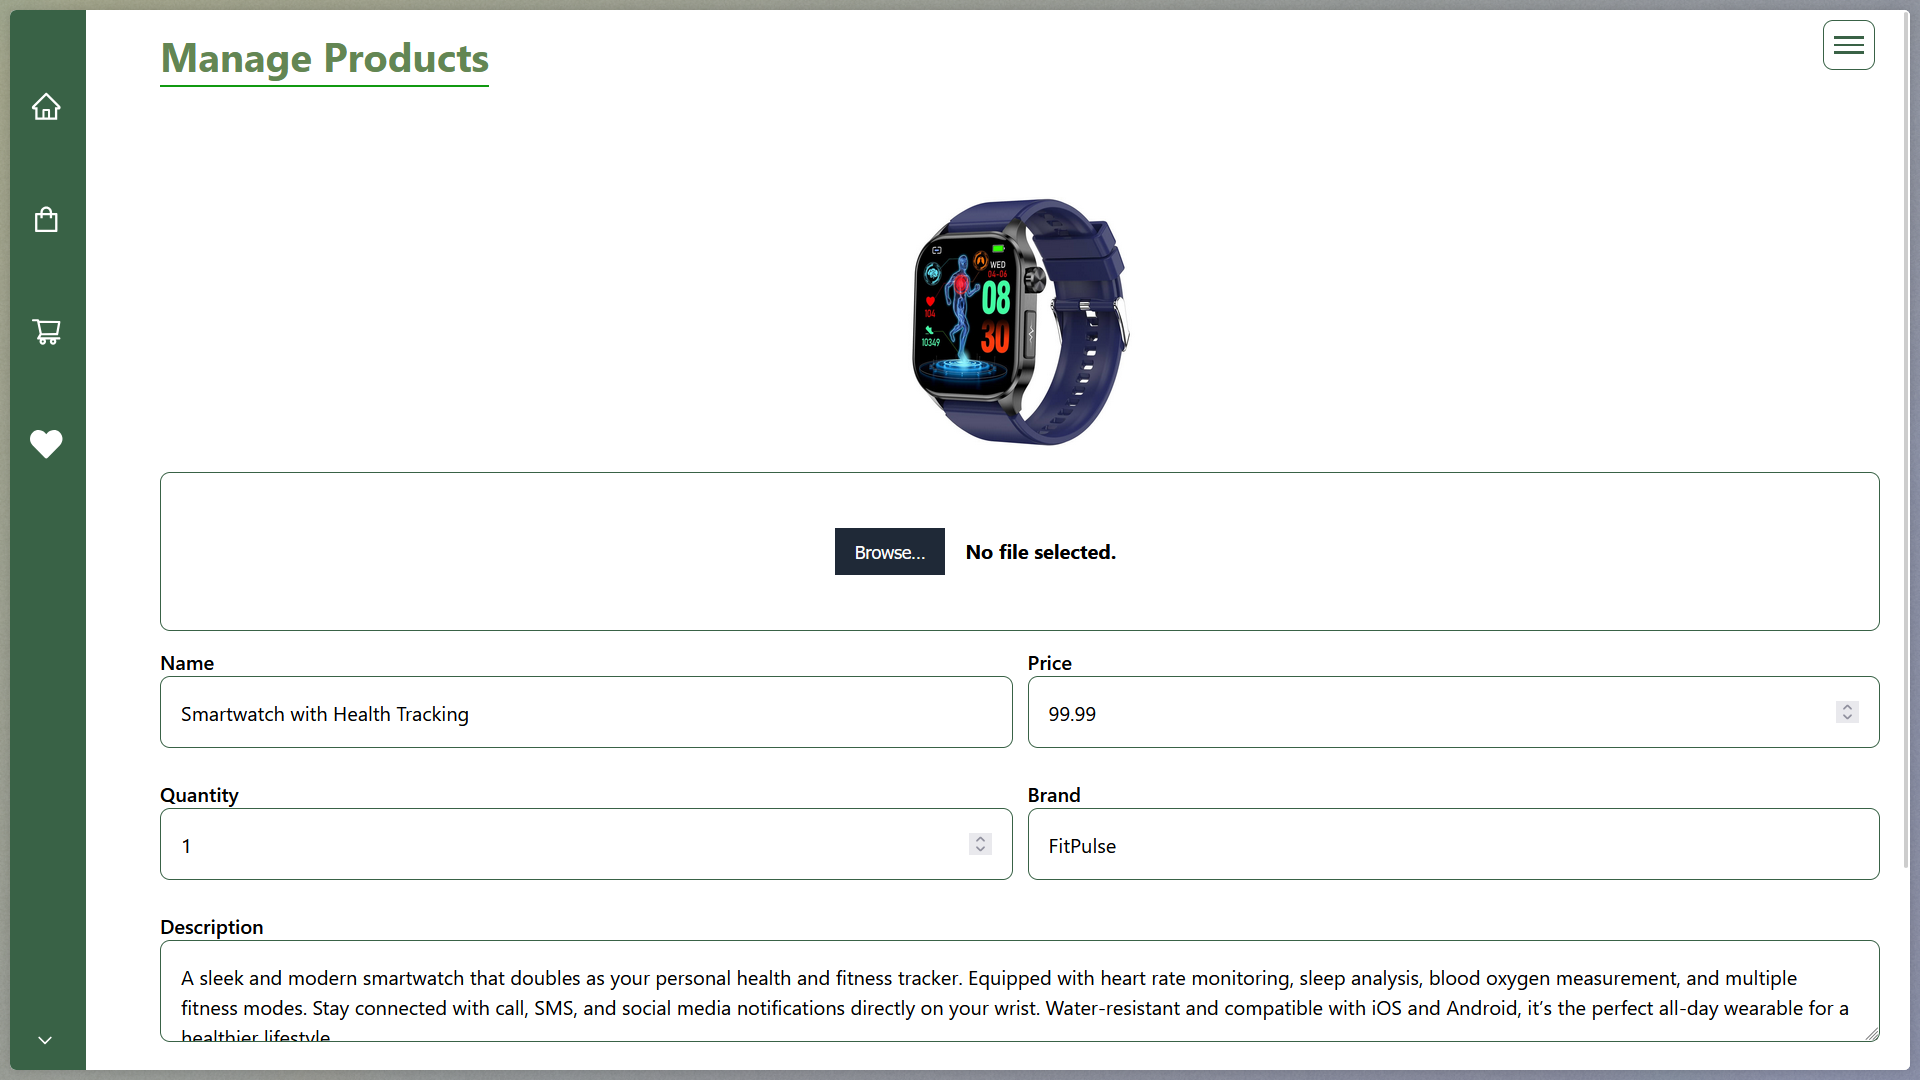 Manage Products
WED
04-06
08
104
30
10349
Browse...
No file selected.
Name
Price
Smartwatch with Health Tracking
99.99
Quantity
Brand
1
FitPulse
Description
A sleek and modern smartwatch that doubles as your personal health and fitness tracker. Equipped with heart rate monitoring, sleep analysis, blood oxygen measurement, and multiple
fitness modes. Stay connected with call, SMS, and social media notifications directly on your wrist. Water-resistant and compatible with iOS and Android, it’s the perfect all-day wearable for a
healthier lifestyle